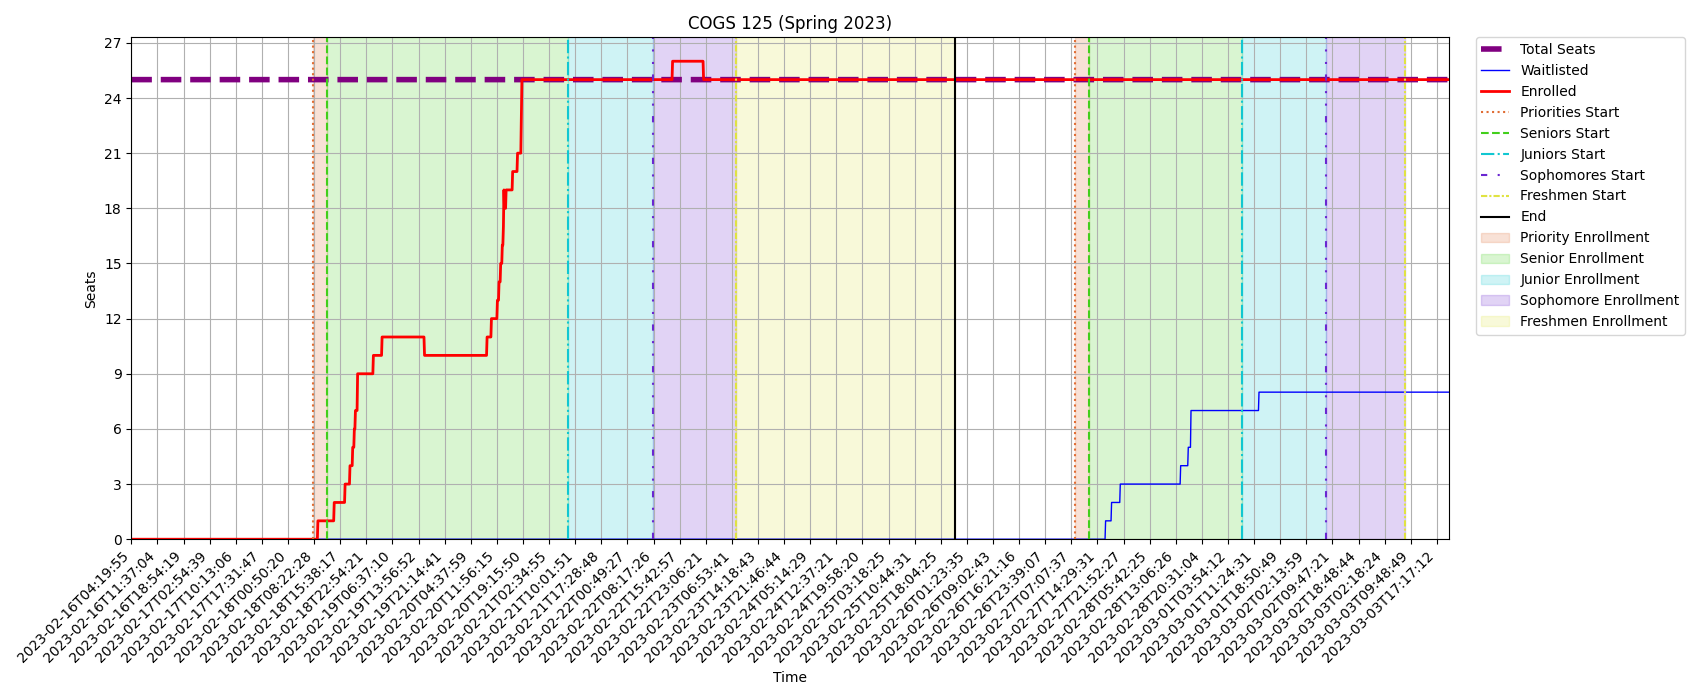 COGS 125 (Spring 2023)
27
24
21
18
15
12
9
6
3
0
Seats
2023-02-16T04:19:55
2023-02-16T11:37:04
2023-02-16T18:54:19
2023-02-17T02:54:39
2023-02-17T10:13:06
2023-02-17T17:31:47
2023-02-18T00:50:20
2023-02-18T08:22:28
2023-02-18T15:38:17
2023-02-18T22:54:21
2023-02-19T06:37:10
2023-02-19T13:56:52
2023-02-19T21:14:41
2023-02-20T04:37:59
2023-02-20T11:56:15
2023-02-20T19:15:50
2023-02-21T02:34:55
2023-02-21T10:01:51
2023-02-21T17:28:48
2023-02-22T00:49:27
2023-02-22T08:17:26
2023-02-22T15:42:57
2023-02-22T23:06:21
2023-02-23T06:53:41
2023-02-23T14:18:43
2023-02-23T21:46:44
2023-02-24T05:14:29
2023-02-24T12:37:21
2023-02-24T19:58:20
2023-02-25T03:18:25
2023-02-25T10:44:31
2023-02-25T18:04:25
2023-02-26T01:23:35
2023-02-26T09:02:43
2023-02-26T16:21:16
2023-02-26T23:39:07
2023-02-27T07:07:37
2023-02-27T14:29:31
2023-02-27T21:52:27
2023-02-28T05:42:25
2023-02-28T13:06:26
2023-02-28T20:31:04
2023-03-01T03:54:12
2023-03-01T11:24:31
2023-03-01T18:50:49
2023-03-02T02:13:59
2023-03-02T09:47:21
2023-03-02T18:48:44
2023-03-03T02:18:24
2023-03-03T09:48:49
2023-03-03T17:17:12
Time
Total Seats
Waitlisted
Enrolled
Priorities Start
Seniors Start
Juniors Start
Sophomores Start
Freshmen Start
End
Priority Enrollment
Senior Enrollment
Junior Enrollment
Sophomore Enrollment
Freshmen Enrollment